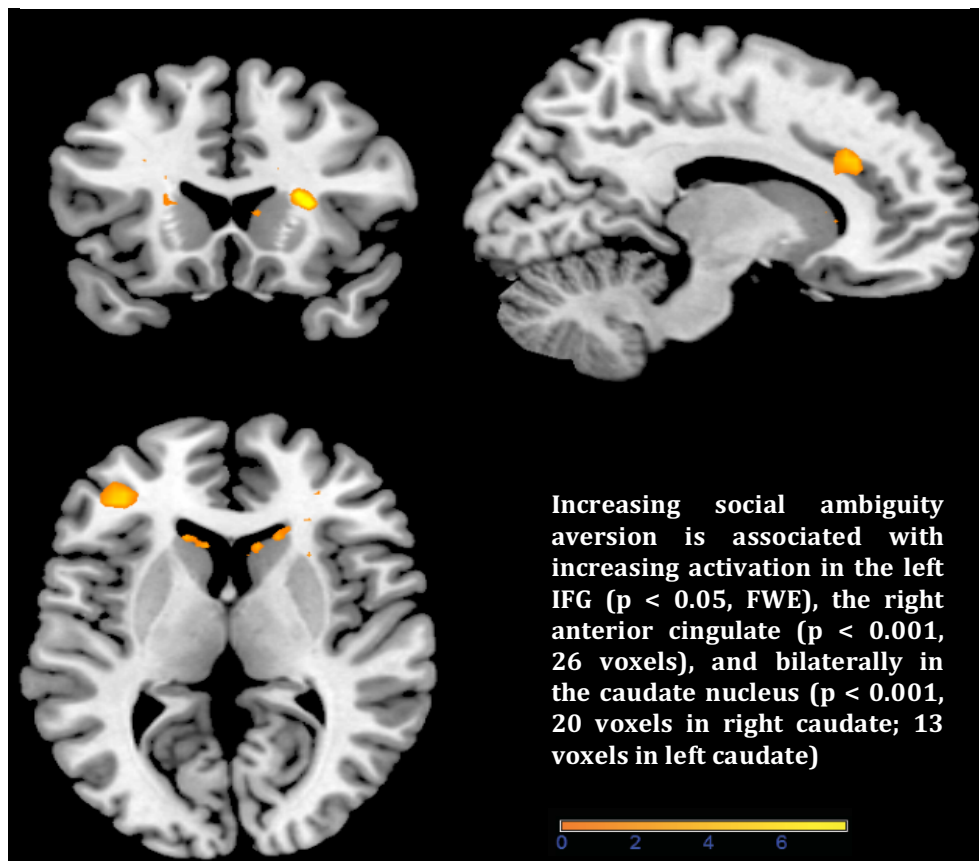 Increasing social ambiguity
aversion is associated with
increasing activation in the left
IFG (p < 0.05, FWE), the right
anterior cingulate (p < 0.001,
26 voxels), and bilaterally in
the caudate nucleus (p < 0.001,
20 voxels in right caudate; 13
voxels in left caudate)
0 2 4 6